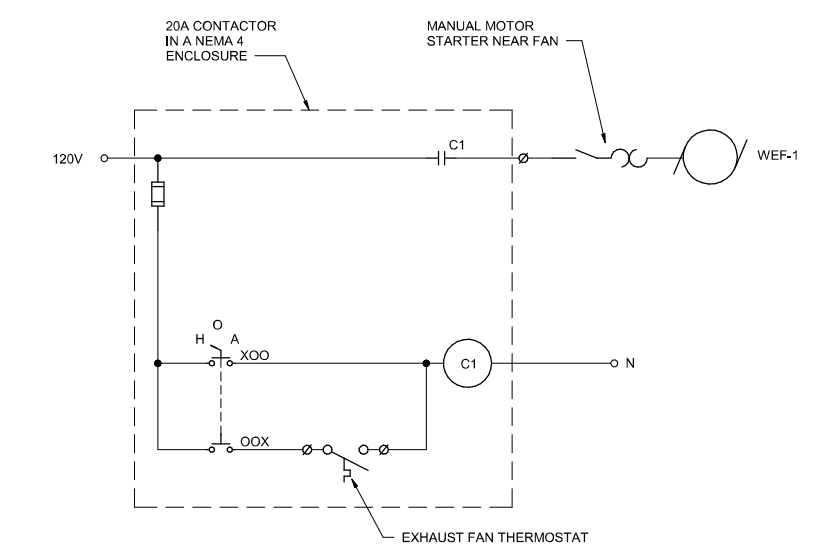 20A CONTACTOR
IN A NEMA 4
ENCLOSURE
MANUAL MOTOR
STARTER NEAR FAN
C1
120V
WEF-1
O
H A
XOO
C1
N
OOX
EXHAUST FAN THERMOSTAT